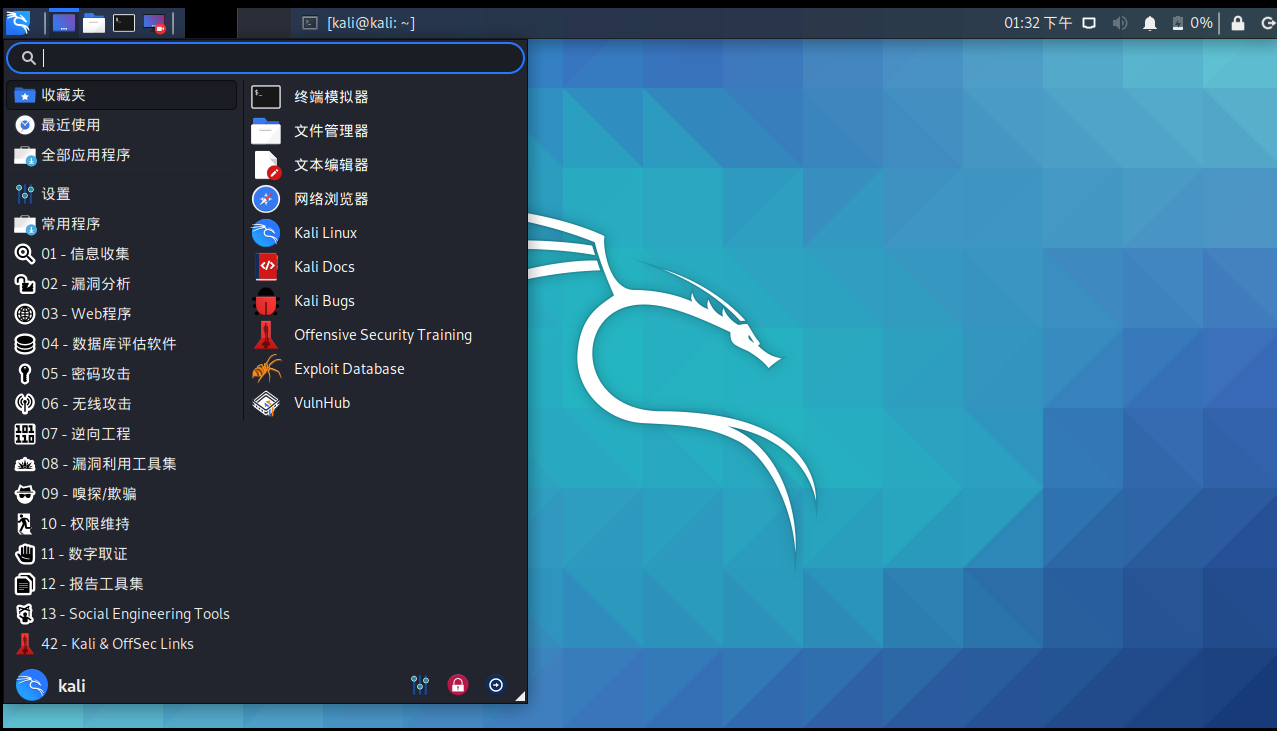 [kali@kali: ~]
01:32 下午
0%
收藏夹
最近使用
全部应用程序
设置
常用程序
01 - 信息收集
02 - 漏洞分析
03 - Web程序
04 - 数据库评估软件
05 - 密码攻击
06 - 无线攻击
07 - 逆向工程
08 - 漏洞利用工具集
09 - 嗅探/欺骗
10 - 权限维持
11 - 数字取证
12 - 报告工具集
13 - Social Engineering Tools
42 - Kali & OffSec Links
终端模拟器
文件管理器
文本编辑器
网络浏览器
Kali Linux
Kali Docs
Kali Bugs
Offensive Security Training
Exploit Database
VulnHub
kali